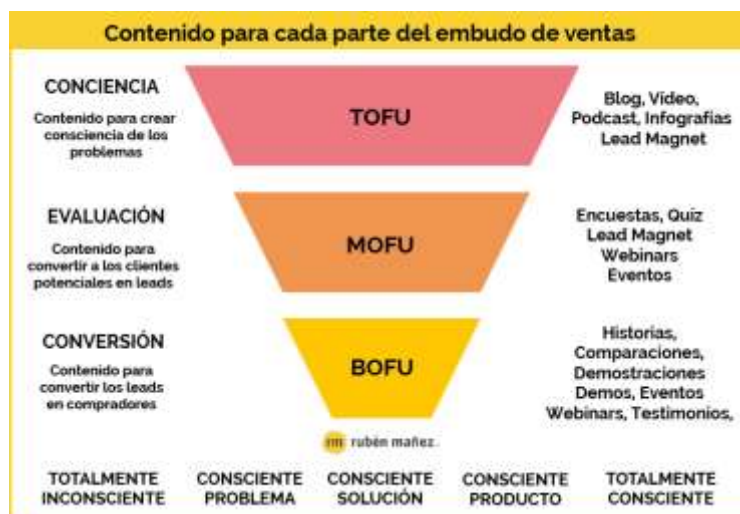 Contenido para cada parte del embudo de ventas
CONCIENCIA
Contenido para crear
consciencia de los
problemas
TOFU
Blog, Vídeo,
Podcast, Infografías
Lead Magnet
EVALUACIÓN
Contenido para
convertir a los clientes
potenciales en leads
MOFU
Encuestas, Quiz
Lead Magnet
Webinars
Eventos
CONVERSIÓN
Contenido para
convertir los leads
en compradores
BOFU
Historias,
Comparaciones,
Demostraciones
Demos, Eventos
Webinars, Testimonios,
rm rubén mañez.
TOTALMENTE
INCONSCIENTE
CONSCIENTE
PROBLEMA
CONSCIENTE
SOLUCIÓN
CONSCIENTE
PRODUCTO
TOTALMENTE
CONSCIENTE